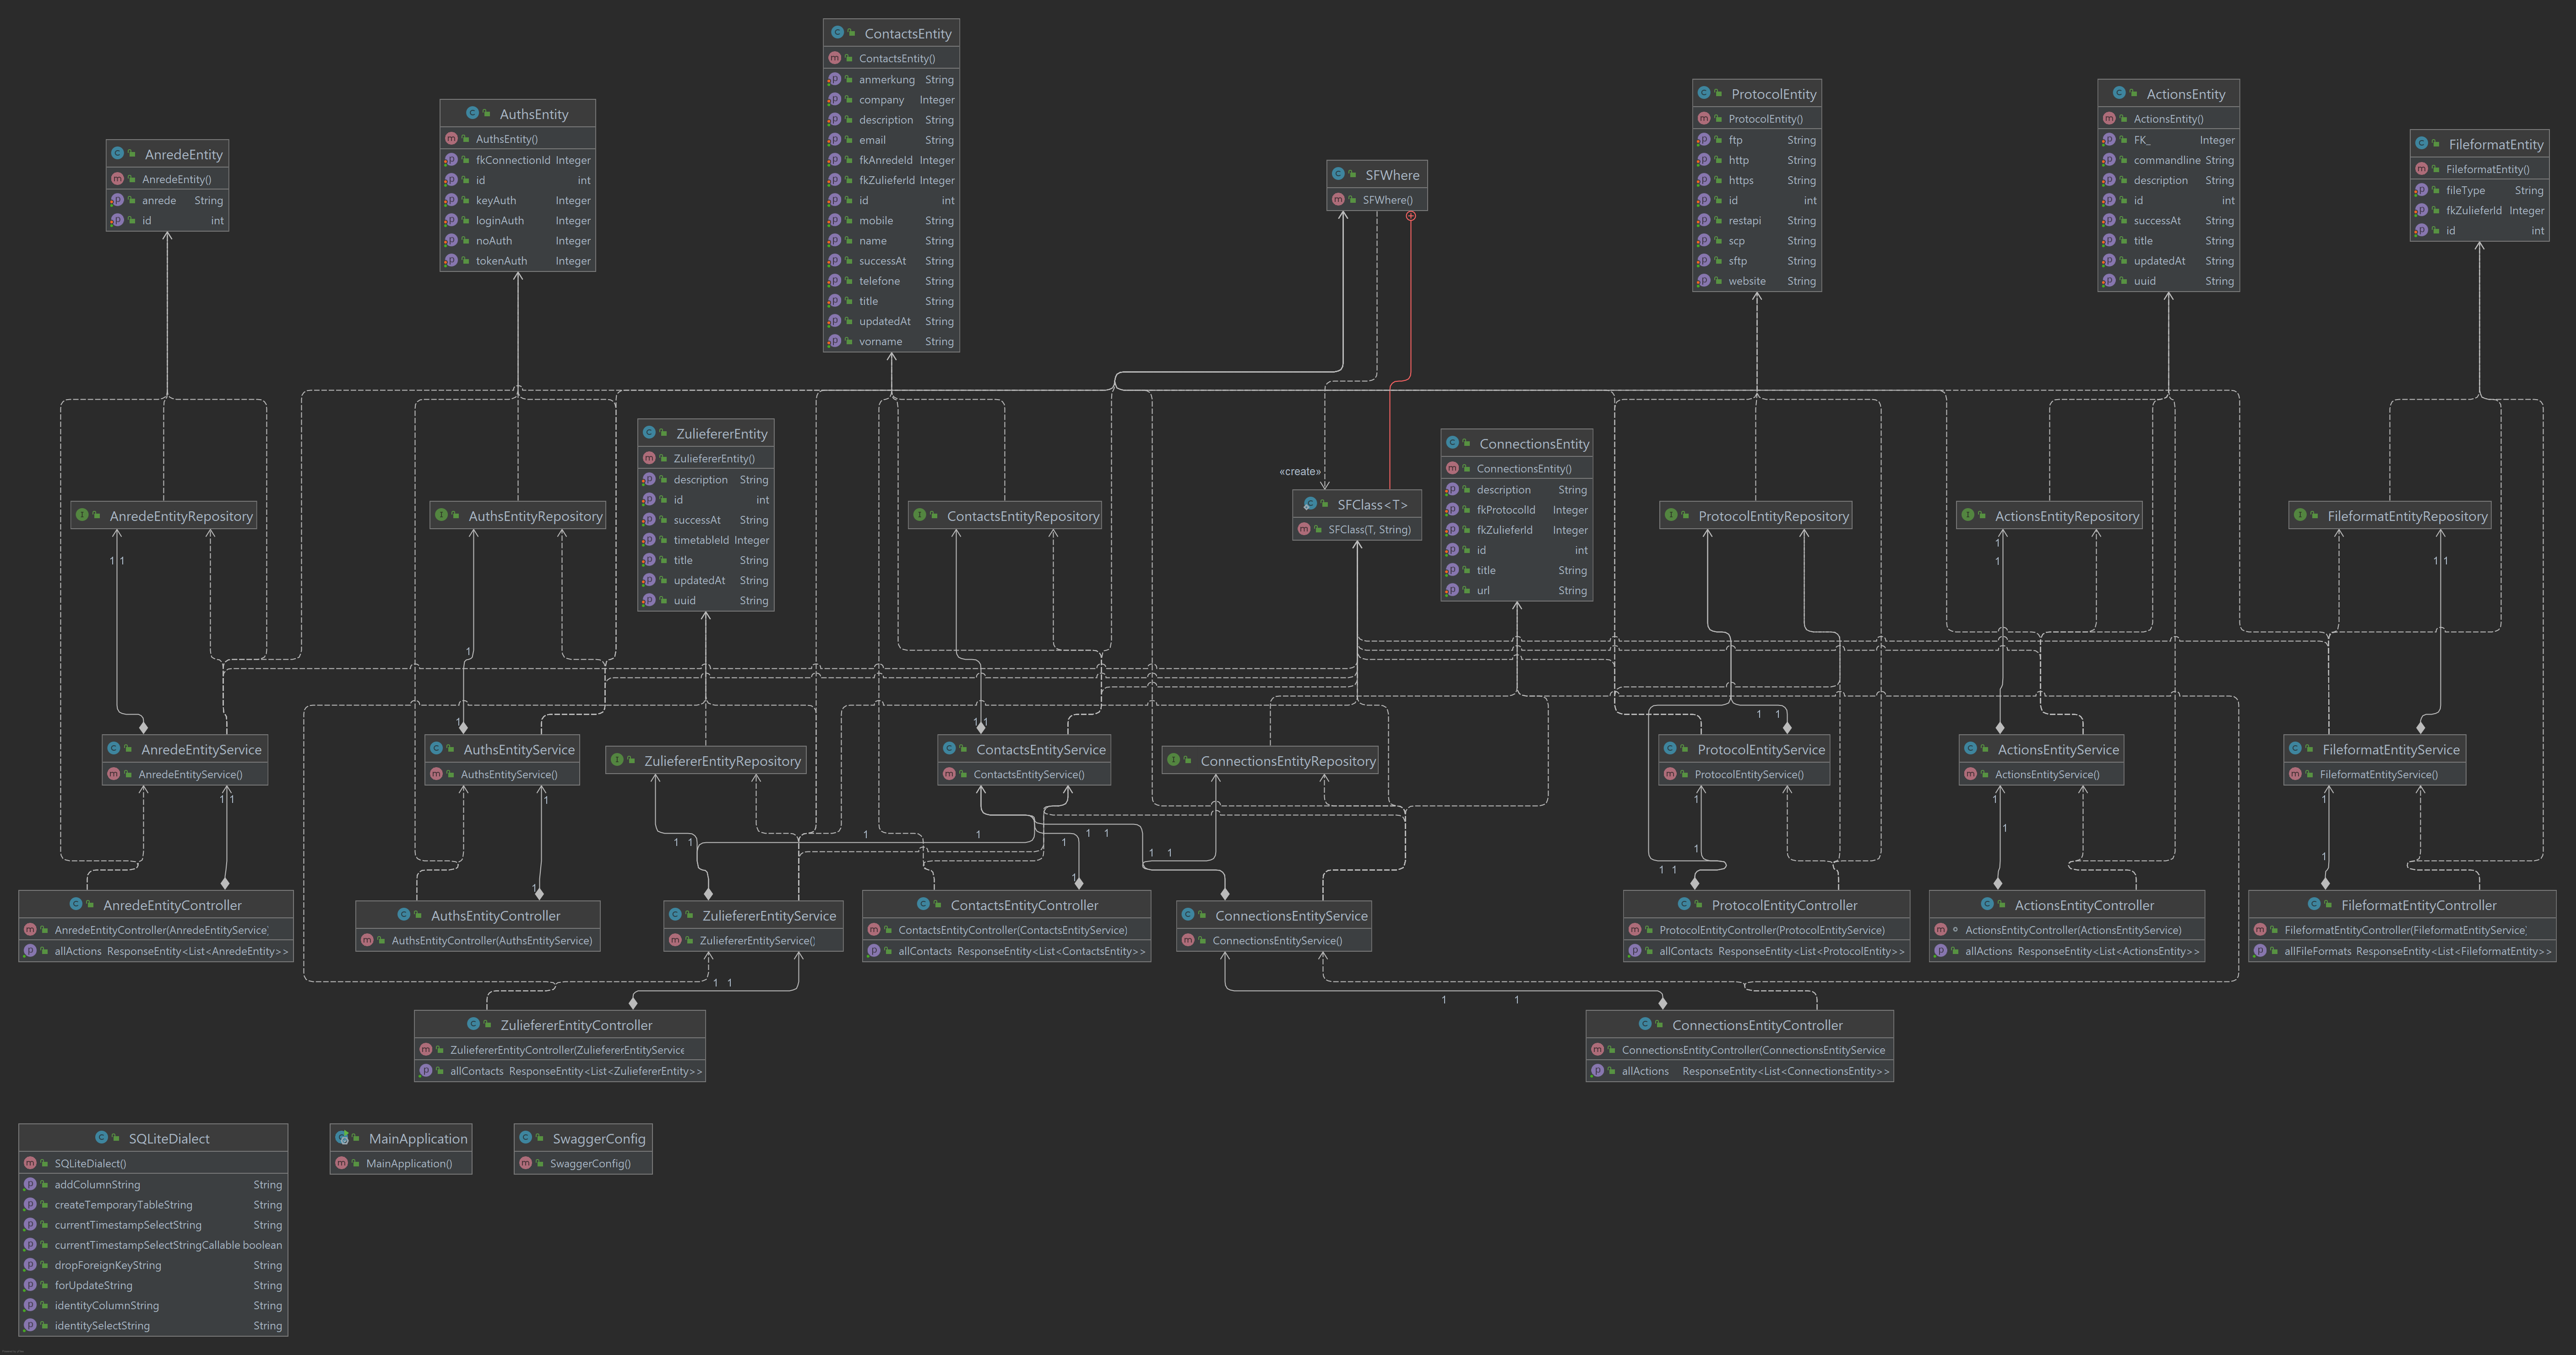 ContactsEntity
ContactsEntity()
anmerkung String
company Integer
description String
email String
fkAnredeId Integer
fkZulieferId Integer
id int
mobile String
name String
successAt String
telefone String
title String
updatedAt String
vorname String
ProtocolEntity
ProtocolEntity()
ftp String
http String
https String
id int
restapi String
scp String
sftp String
website String
ActionsEntity
ActionsEntity()
FK_ Integer
commandline String
description String
id int
successAt String
title String
updatedAt String
uuid String
AuthsEntity
AuthsEntity()
fkConnectionId Integer
id int
keyAuth Integer
loginAuth Integer
noAuth Integer
tokenAuth Integer
FileformatEntity
FileformatEntity()
fileType String
fkZulieferId Integer
id int
AnredeEntity
AnredeEntity()
anrede String
id int
SFWhere
SFWhere()
ZuliefererEntity
ZuliefererEntity()
description String
id int
successAt String
timetableId Integer
title String
updatedAt String
uuid String
ConnectionsEntity
ConnectionsEntity()
description String
fkProtocolId Integer
fkZulieferId Integer
id int
title String
url String
«create»
SFClass<T>
SFClass(T, String)
AnredeEntityRepository
AuthsEntityRepository
ContactsEntityRepository
ProtocolEntityRepository
ActionsEntityRepository
FileformatEntityRepository
1
1 1
1
1 1
1
1
1 1
1 1
AnredeEntityService
AnredeEntityService()
AuthsEntityService
AuthsEntityService()
ZuliefererEntityRepository
ContactsEntityService
ContactsEntityService()
ConnectionsEntityRepository
ProtocolEntityService
ProtocolEntityService()
ActionsEntityService
ActionsEntityService()
FileformatEntityService
FileformatEntityService()
1 1
1
1
1
1
1
1
1 1
1
1 1
1
1 1
1
1
1 1
1
1
AnredeEntityController
AnredeEntityController(AnredeEntityService)
allActions ResponseEntity<List<AnredeEntity>>
AuthsEntityController
AuthsEntityController(AuthsEntityService)
ZuliefererEntityService
ZuliefererEntityService()
ContactsEntityController
ContactsEntityController(ContactsEntityService)
allContacts ResponseEntity<List<ContactsEntity>>
ConnectionsEntityService
ConnectionsEntityService()
ProtocolEntityController
ProtocolEntityController(ProtocolEntityService)
allContacts ResponseEntity<List<ProtocolEntity>>
ActionsEntityController
ActionsEntityController(ActionsEntityService)
allActions ResponseEntity<List<ActionsEntity>>
FileformatEntityController
FileformatEntityController(FileformatEntityService)
allFileFormats ResponseEntity<List<FileformatEntity>>
1 1
1 1
ZuliefererEntityController
ZuliefererEntityController(ZuliefererEntityService
allContacts ResponseEntity<List<ZuliefererEntity>>
ConnectionsEntityController
ConnectionsEntityController(ConnectionsEntityService
allActions ResponseEntity<List<ConnectionsEntity>>
SQLiteDialect
SQLiteDialect()
addColumnString String
createTemporaryTableString String
currentTimestampSelectString String
currentTimestampSelectStringCallable boolean
dropForeignKeyString String
forUpdateString String
identityColumnString String
identitySelectString String
MainApplication
MainApplication()
SwaggerConfig
SwaggerConfig()